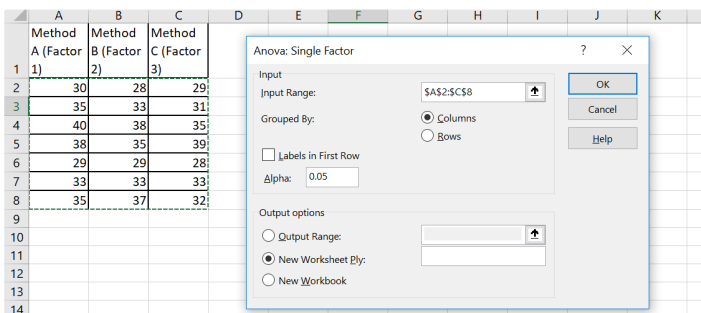 A B C D E F G H I J K
Method Method Method
A (Factor B (Factor C (Factor
1 1) 2) 3)
2 30 28 29
3 35 33 31
4 40 38 35
5 38 35 39
6 29 29 28
7 33 33 33
8 35 37 32
9
10
11
12
13
14
Anova: Single Factor ? ×
Input
Input Range: $A$2:$C$8
Grouped By: Columns
Rows
Labels in First Row
Alpha: 0.05
Output options
Output Range:
New Worksheet Ply:
New Workbook
OK
Cancel
Help